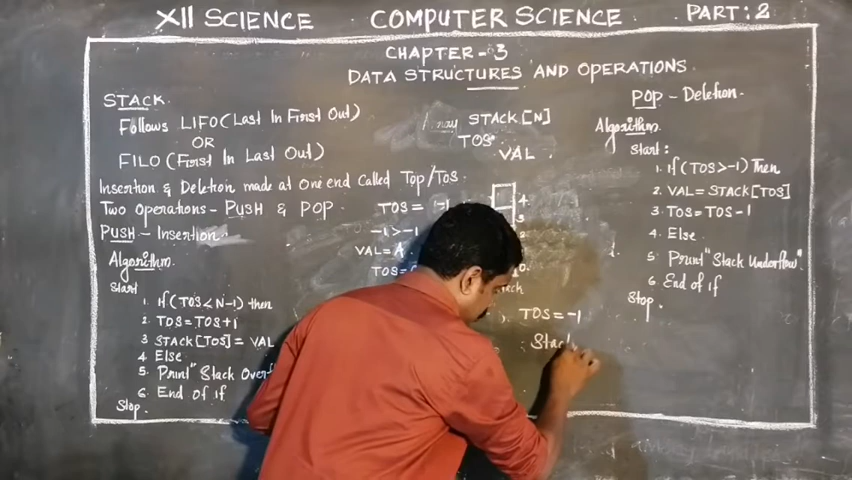 XII SCIENCE COMPUTER SCIENCE PART: 2
CHAPTER - 3
DATA STRUCTURES AND OPERATIONS
STACK
Follows LIFO (Last In First Out)
OR
FILO (First In Last Out)
Insertion & Deletion made at One end Called Top/TOS
Two Operations - PUSH & POP
PUSH - Insertion
Algorithm
Start
1. If (TOS < N-1) then
2. TOS = TOS+1
3. STACK [TOS] = VAL
4. Else
5. Print "Stack
6. End of if
Stop.
STACK [N]
TOS
VAL
TOS = -1
-1 > -1
VAL = A
TOS =
4
3
TOS = -1
POP - Deletion
Algorithm
Start:
1. If (TOS > -1) Then
2. VAL = STACK [TOS]
3. TOS = TOS - 1
4. Else
5. Print "Stack Underflow"
6 End of if
Stop.